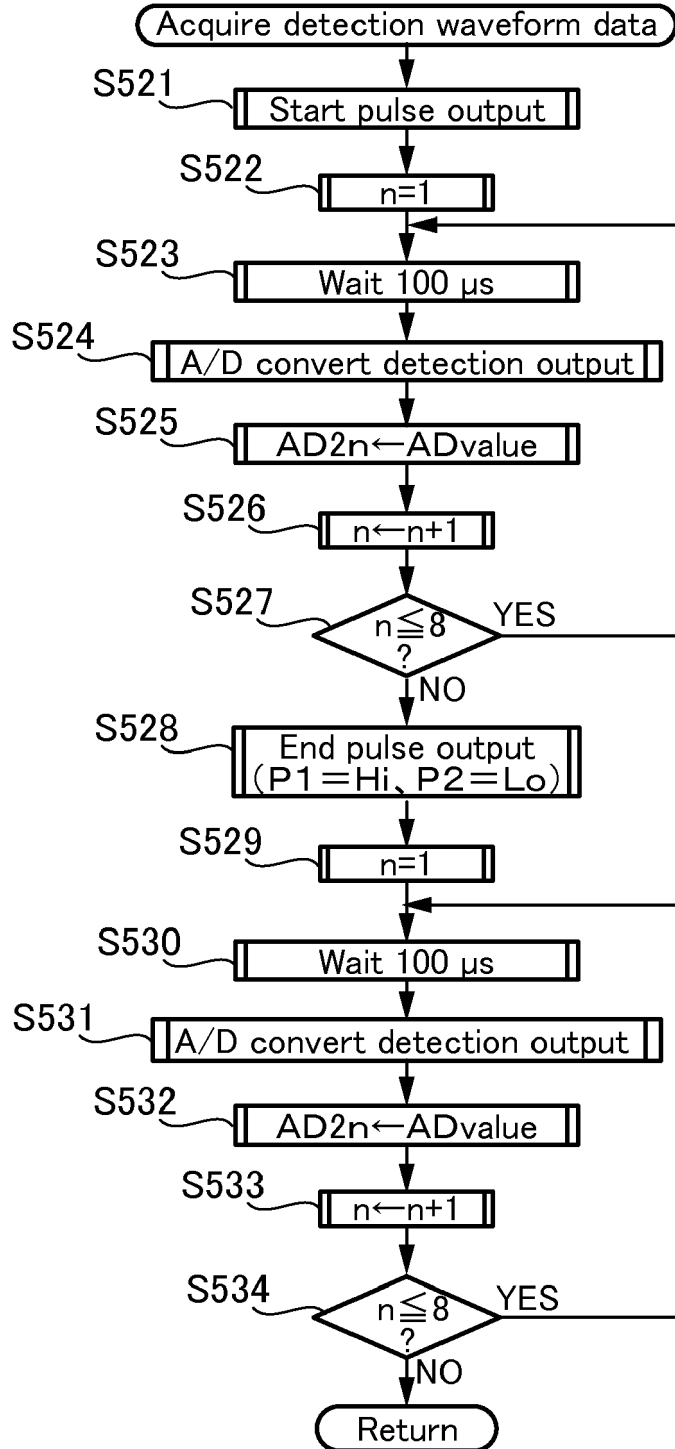 Acquire detection waveform data
S521
Start pulse output
S522
n=1
S523
Wait 100 µs
S524
A/D convert detection output
S525
AD2n←ADvalue
S526
n←n+1
S527
n≦8
?
YES
NO
S528
End pulse output
(P1=Hi、P2=Lo)
S529
n=1
S530
Wait 100 µs
S531
A/D convert detection output
S532
AD2n←ADvalue
S533
n←n+1
S534
n≦8
?
YES
NO
Return